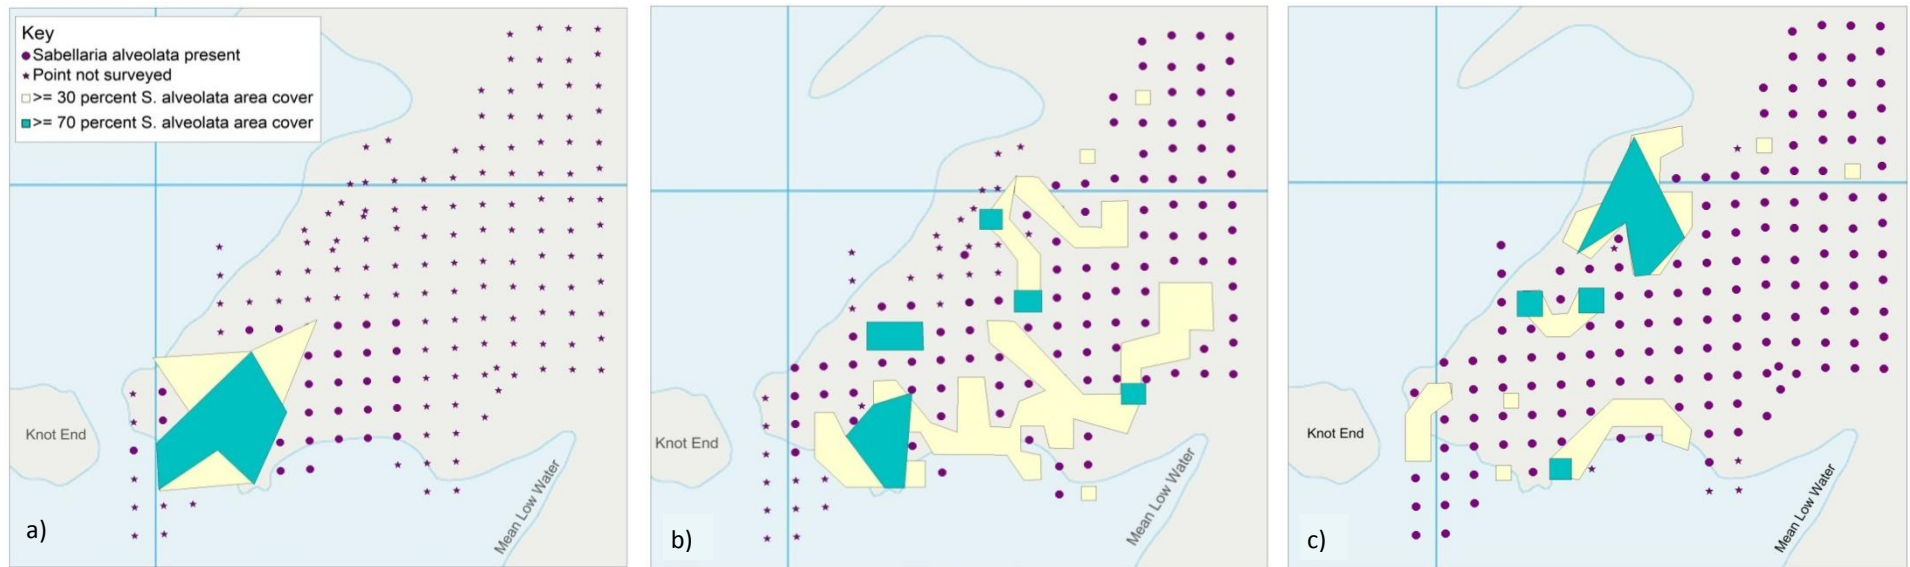 Key
Sabellaria alveolata present
Point not surveyed
>= 30 percent S. alveolata area cover
>= 70 percent S. alveolata area cover
Knot End
Mean Low Water
a)
Knot End
Mean Low Water
b)
Knot End
Mean Low Water
c)